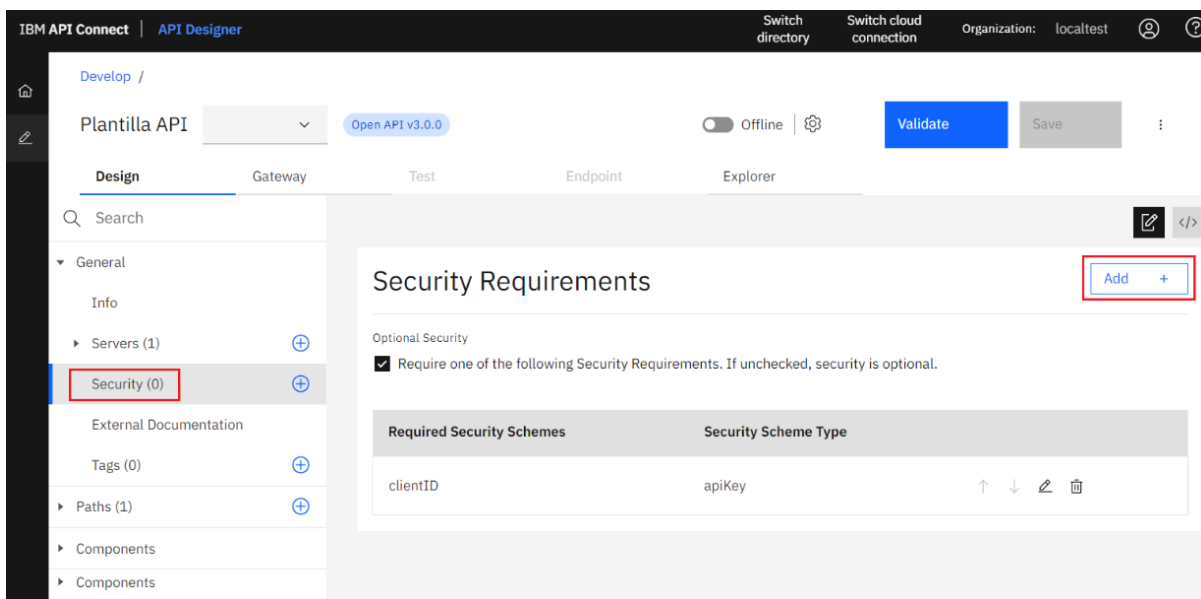 IBM API Connect | API Designer
Switch directory
Switch cloud connection
Organization: localtest
Develop /
Plantilla API
Open API v3.0.0
Offline
Validate
Save
Design Gateway Test Endpoint Explorer
Search
</>
General
Security Requirements
Add +
Info
Optional Security
Servers (1)
Require one of the following Security Requirements. If unchecked, security is optional.
Security (0)
External Documentation
Required Security Schemes Security Scheme Type
Tags (0)
clientID apiKey
Paths (1)
Components
Components